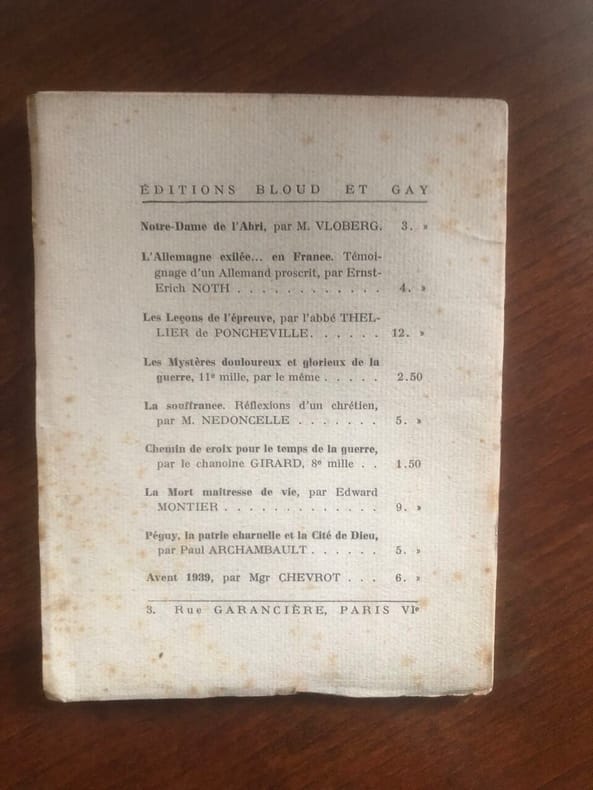 ÉDITIONS BLOUD ET GAY
Notre-Dame de l'Abri, par M. VLOBERG. 3. »
L'Allemagne exilée... en France. Témoi-
gnage d'un Allemand proscrit, par Ernst-
Erich NOTH . . . . . . . . . . . . 4. »
Les Leçons de l'épreuve, par l'abbé THEL-
LIER de PONCHEVILLE. . . . . . 12. »
Les Mystères douloureux et glorieux de la
guerre, 11e mille, par le même . . . . . 2.50
La souffrance. Réflexions d'un chrétien,
par M. NEDONCELLE . . . . . . . 5. »
Chemin de croix pour le temps de la guerre,
par le chanoine GIRARD, 8e mille . . 1.50
La Mort maîtresse de vie, par Edward
MONTIER . . . . . . . . . . . . . 9. »
Péguy, la patrie charnelle et la Cité de Dieu,
par Paul ARCHAMBAULT . . . . . . 5. »
Avent 1939, par Mgr CHEVROT . . . 6. »
3. Rue GARANCIÈRE, PARIS VIe